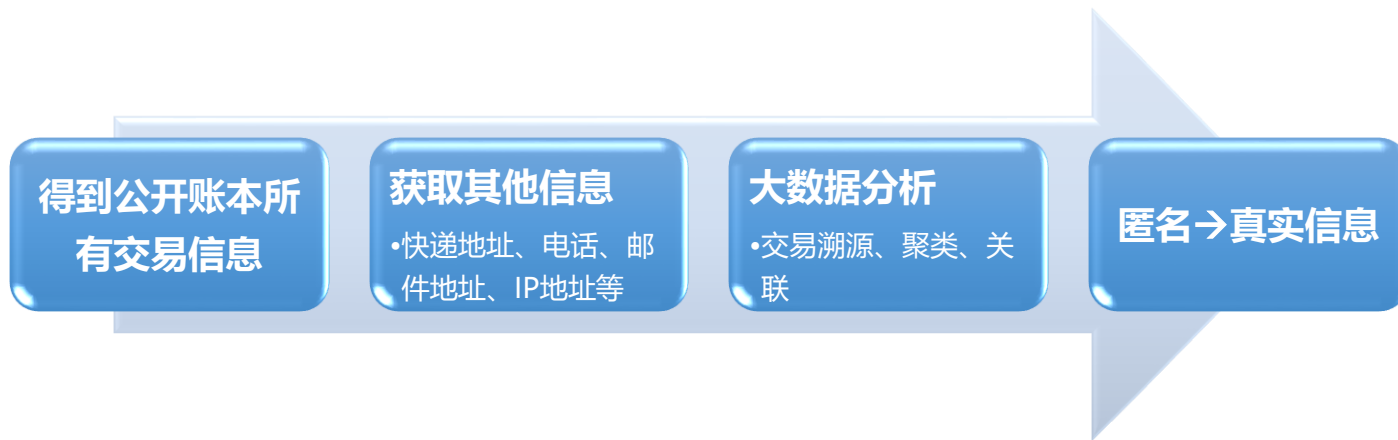 得到公开账本所
有交易信息
获取其他信息
•快递地址、电话、邮
件地址、IP地址等
大数据分析
•交易溯源、聚类、关
联
匿名→真实信息